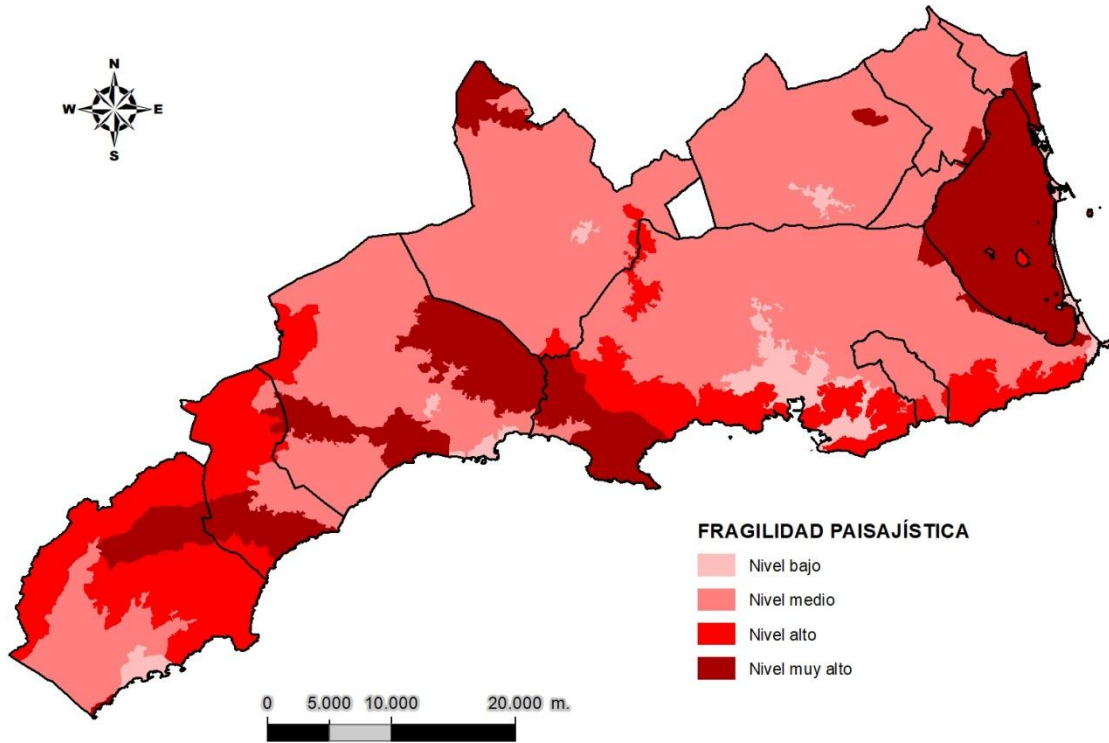 N
W E
S
FRAGILIDAD PAISAJÍSTICA
Nivel bajo
Nivel medio
Nivel alto
Nivel muy alto
0 5.000 10.000 20.000 m.